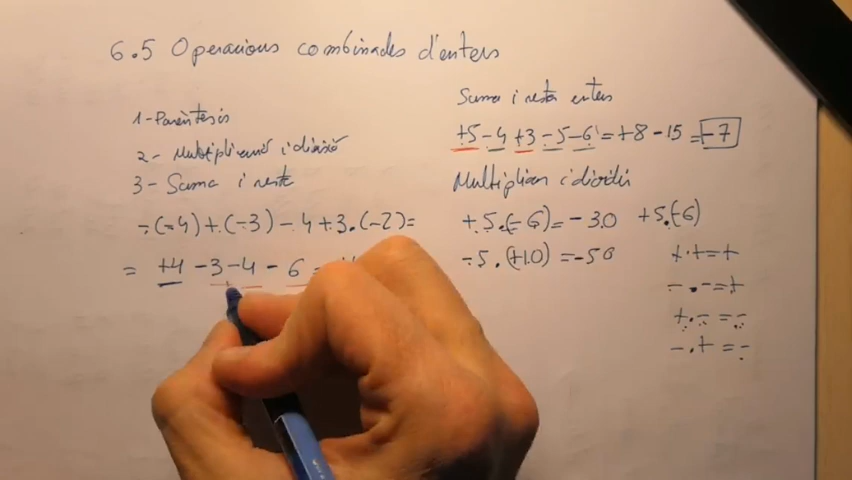 6.5 Operacions combinades d'enters
1-Parèntesis
2- Multiplicació i divisió
3- Suma i resta
-(-4)+(-3)-4+3.(-2)=
= +4 -3-4 -6 =
Suma i resta enters
+5-4+3-5-6=+8-15=-7
Multiplicar i dividir
+5.(-6)=-30 +5.(-6)
-5.(+10)=-50
+.+=+
-.-=+
+.-=-
-.+=-